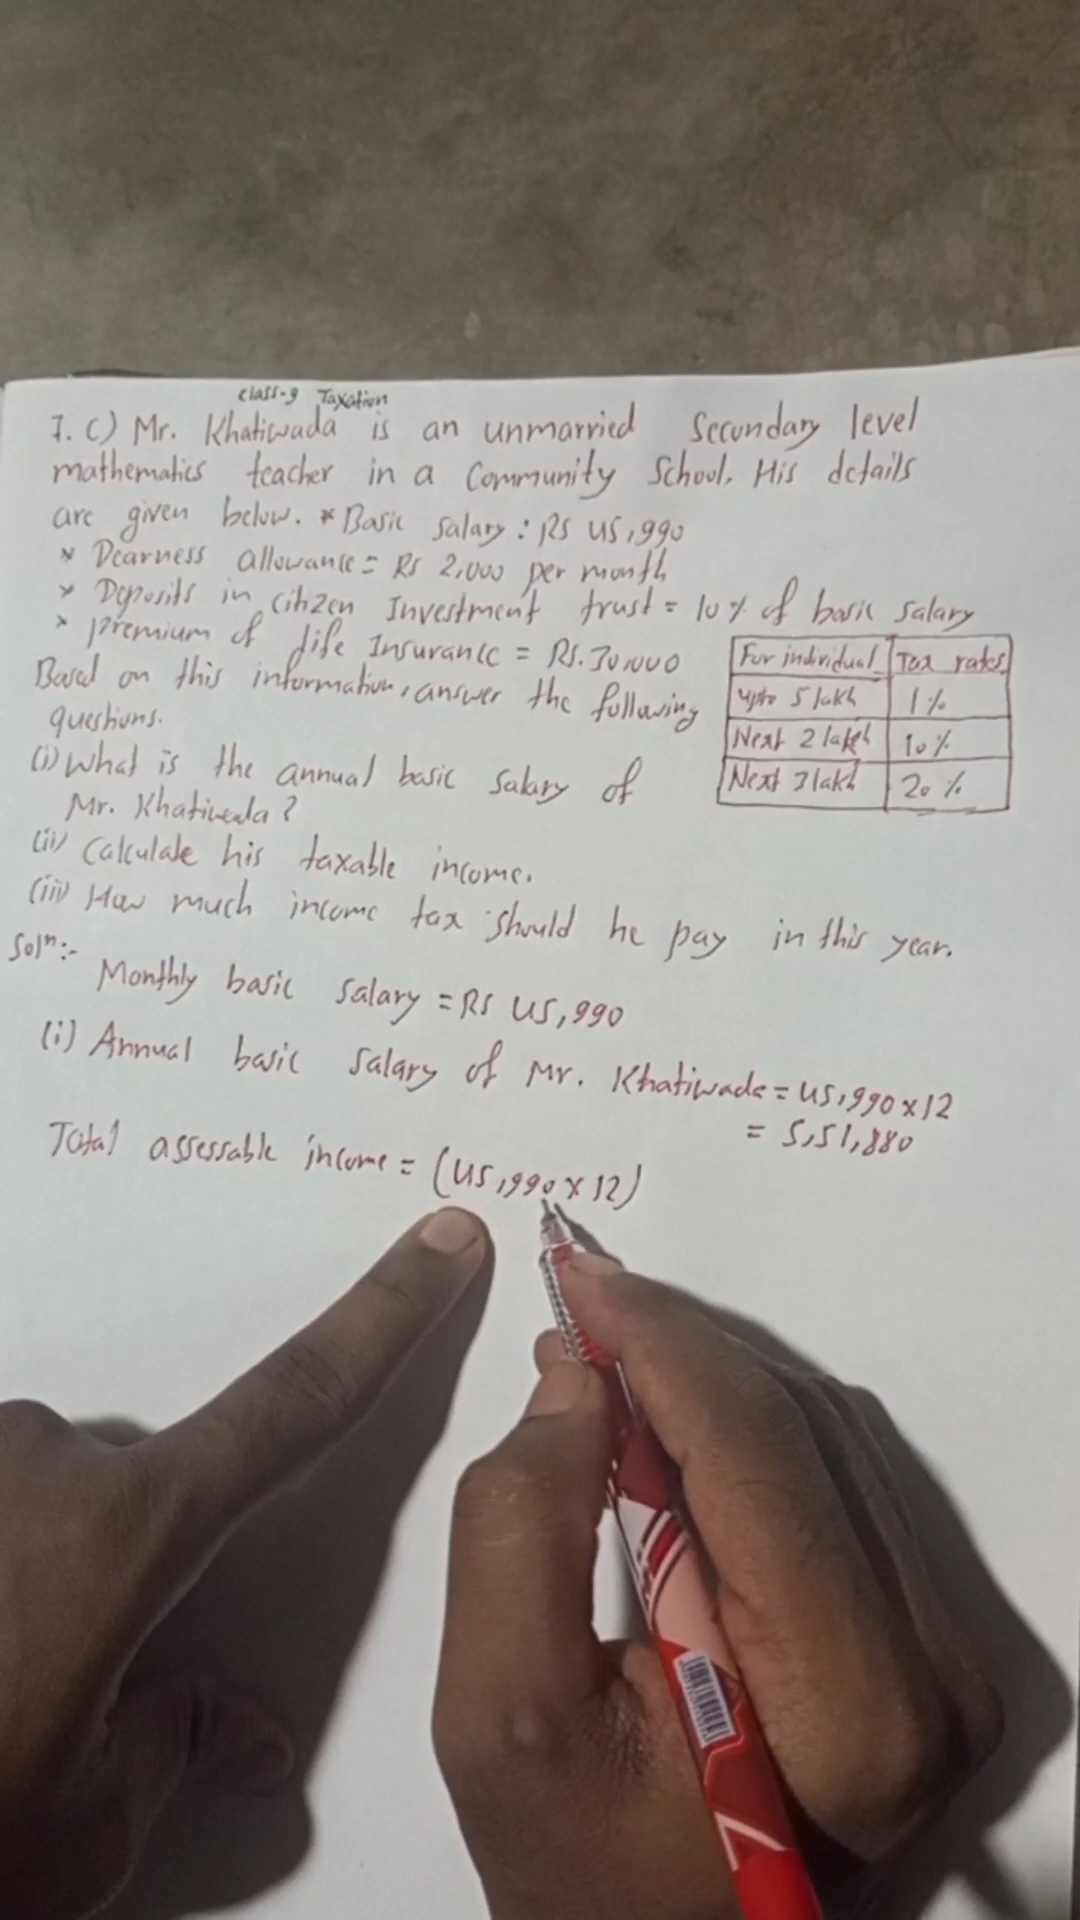 class-9 Taxation
7. c) Mr. Khatiwada is an unmarried Secondary level
mathematics teacher in a Community School. His details
are given below. * Basic Salary : Rs 45,990
* Dearness allowance = Rs 2,000 per month
* Deposits in Citizen Investment trust = 10% of basic salary
* premium of life Insurance = Rs. 30,000
Based on this information, answer the following
questions.
For individual Tax rates
upto 5 lakh 1%
Next 2 lakh 10%
Next 3 lakh 20%
(i) What is the annual basic salary of
Mr. Khatiwada?
(ii) Calculate his taxable income.
(iii) How much income tax should he pay in this year.
Solⁿ:-
Monthly basic salary = Rs 45,990
(i) Annual basic salary of Mr. Khatiwada = 45,990 x 12
= 5,51,880
Total assessable income = (45,990 x 12)